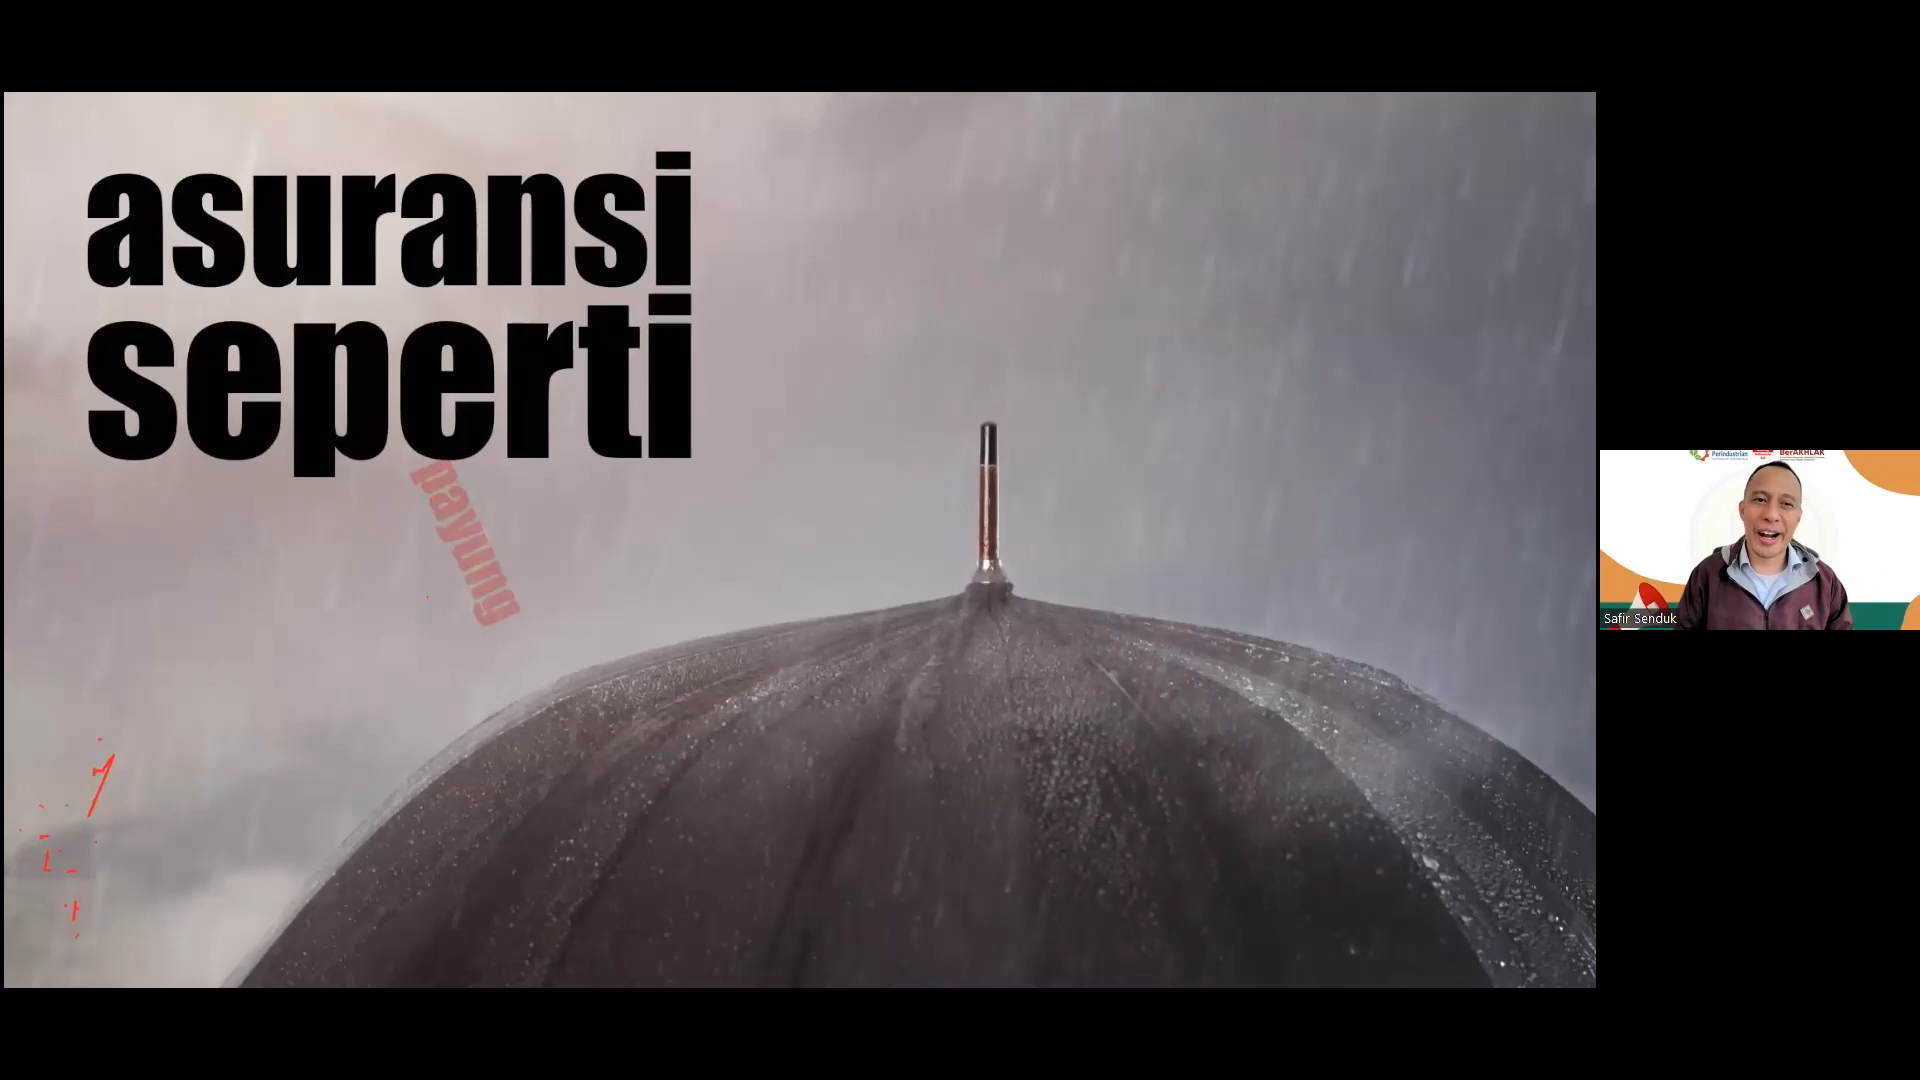 asuransi
seperti
payung
Perindustrian
BerAKHLAK
Safir Senduk